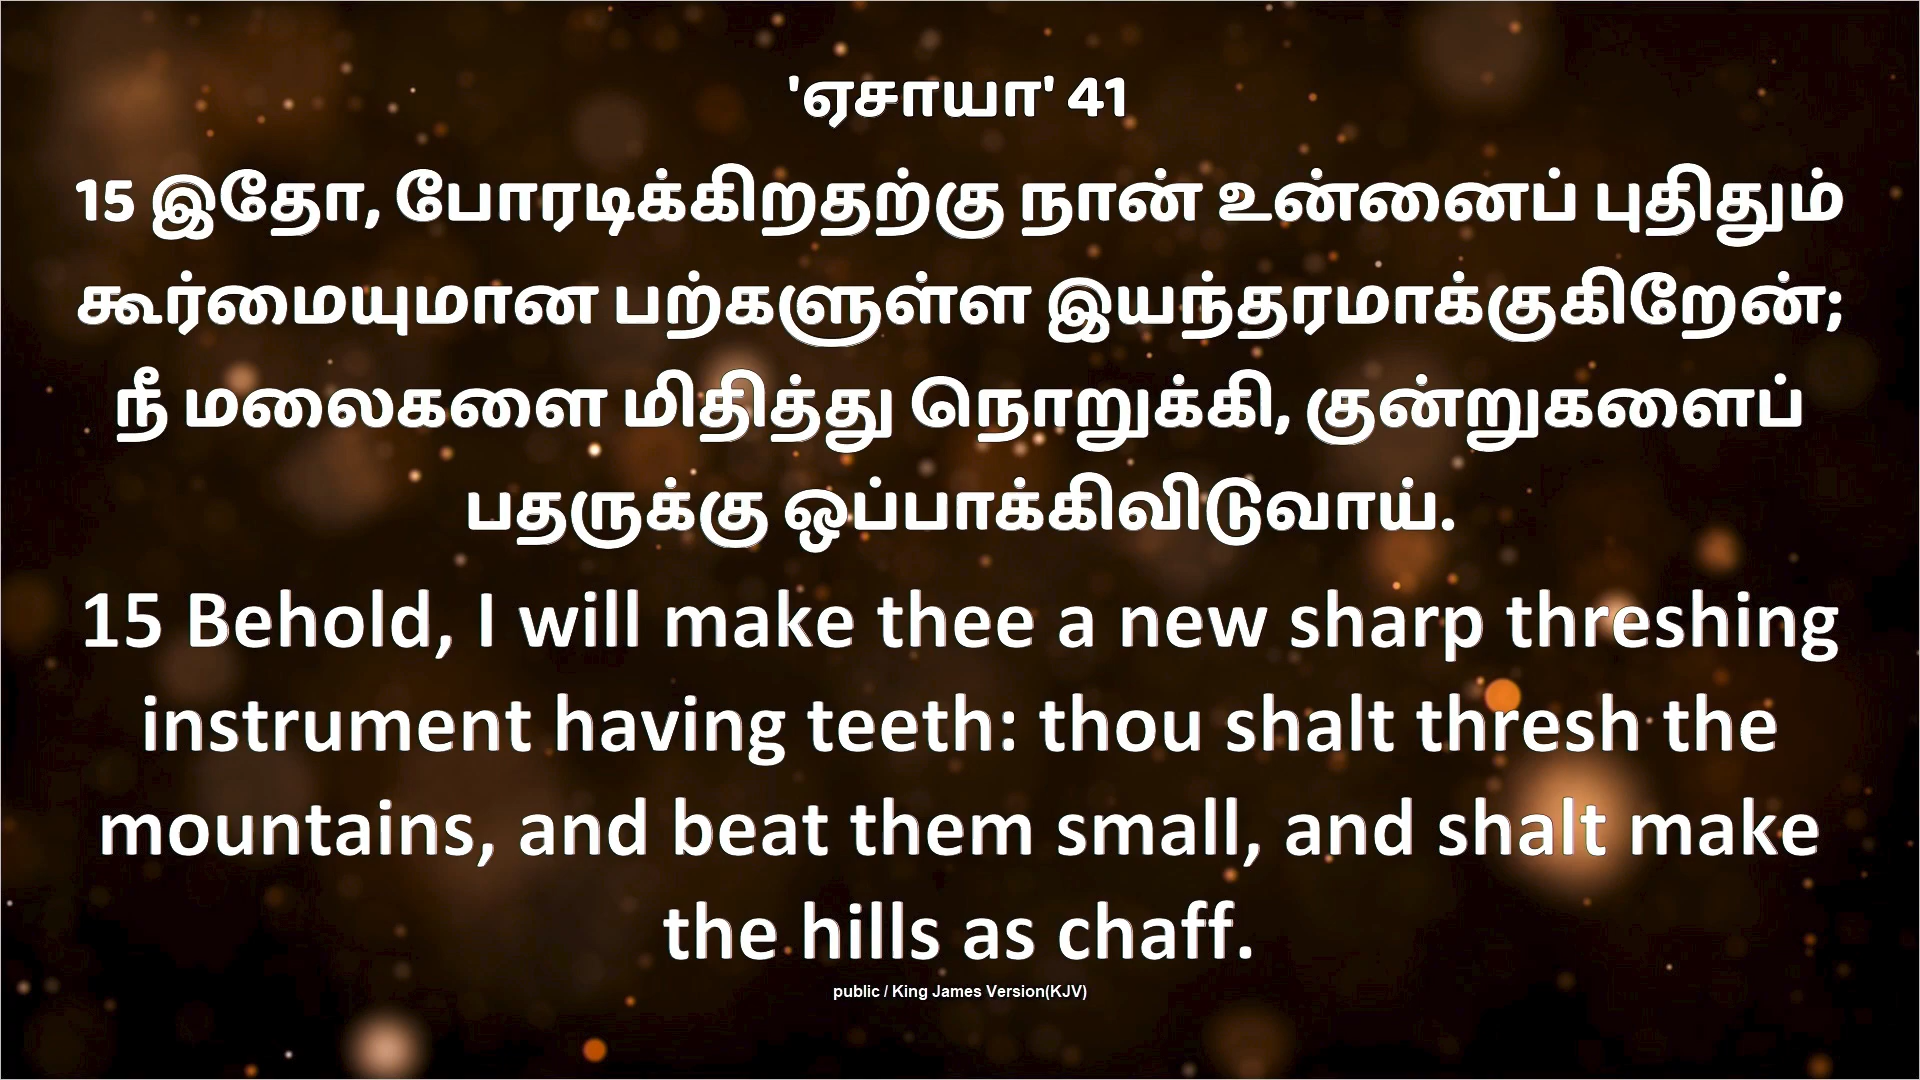 'ஏசாயா' 41
15 இதோ, போரடிக்கிறதற்கு நான் உன்னைப் புதிதும்
கூர்மையுமான பற்களுள்ள இயந்தரமாக்குகிறேன்;
நீ மலைகளை மிதித்து நொறுக்கி, குன்றுகளைப்
பதருக்கு ஒப்பாக்கிவிடுவாய்.
15 Behold, I will make thee a new sharp threshing
instrument having teeth: thou shalt thresh the
mountains, and beat them small, and shalt make
the hills as chaff.
public / King James Version(KJV)